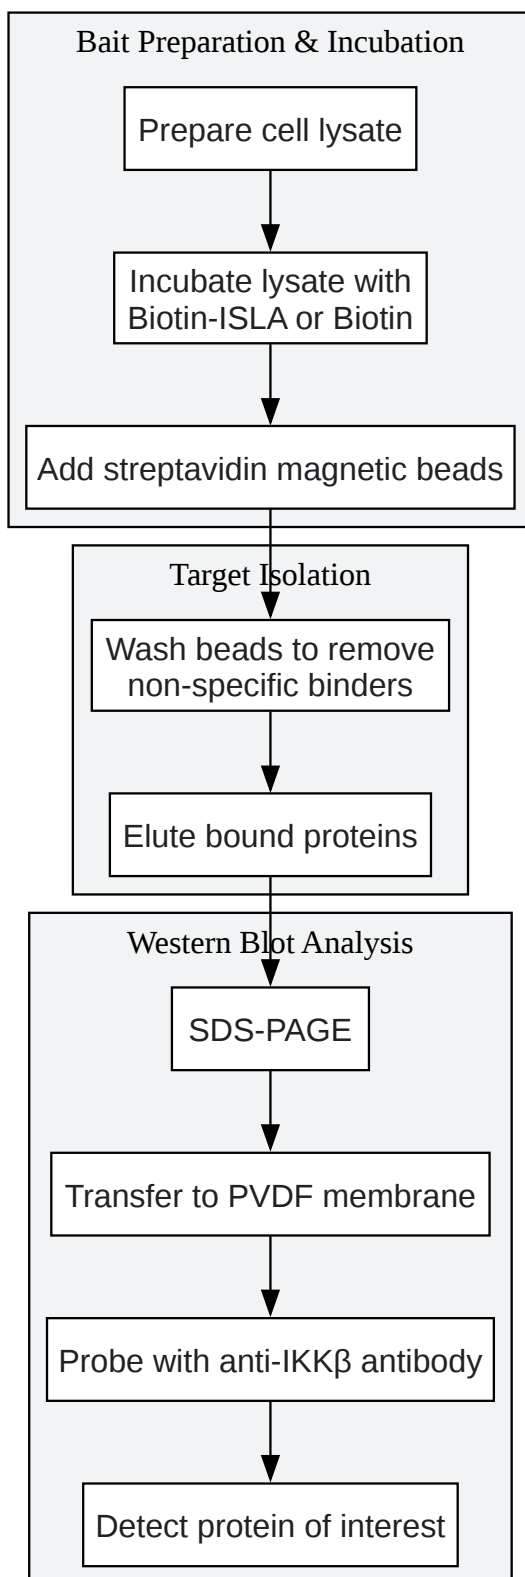 Bait Preparation & Incubation
Prepare cell lysate
Incubate lysate with
Biotin-ISLA or Biotin
Add streptavidin magnetic beads
Target Isolation
Wash beads to remove
non-specific binders
Elute bound proteins
Western Blot Analysis
SDS-PAGE
Transfer to PVDF membrane
Probe with anti-IKKβ antibody
Detect protein of interest